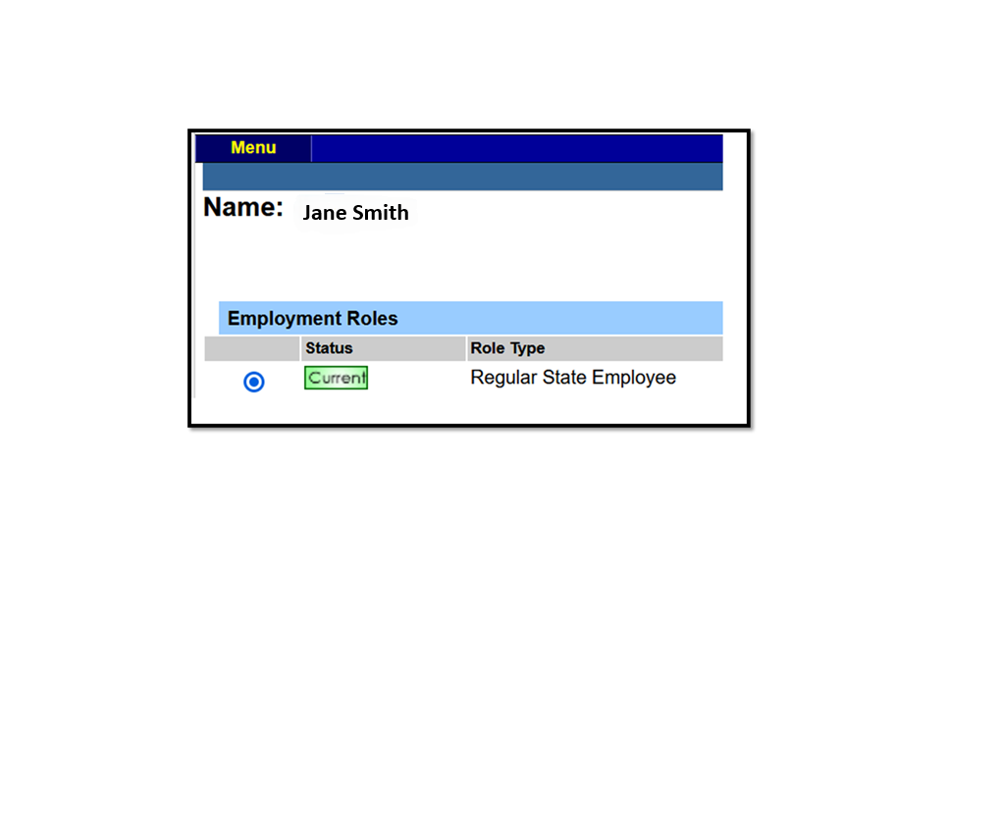 Menu
Name: Jane Smith
Employment Roles
Status Role Type
Current Regular State Employee